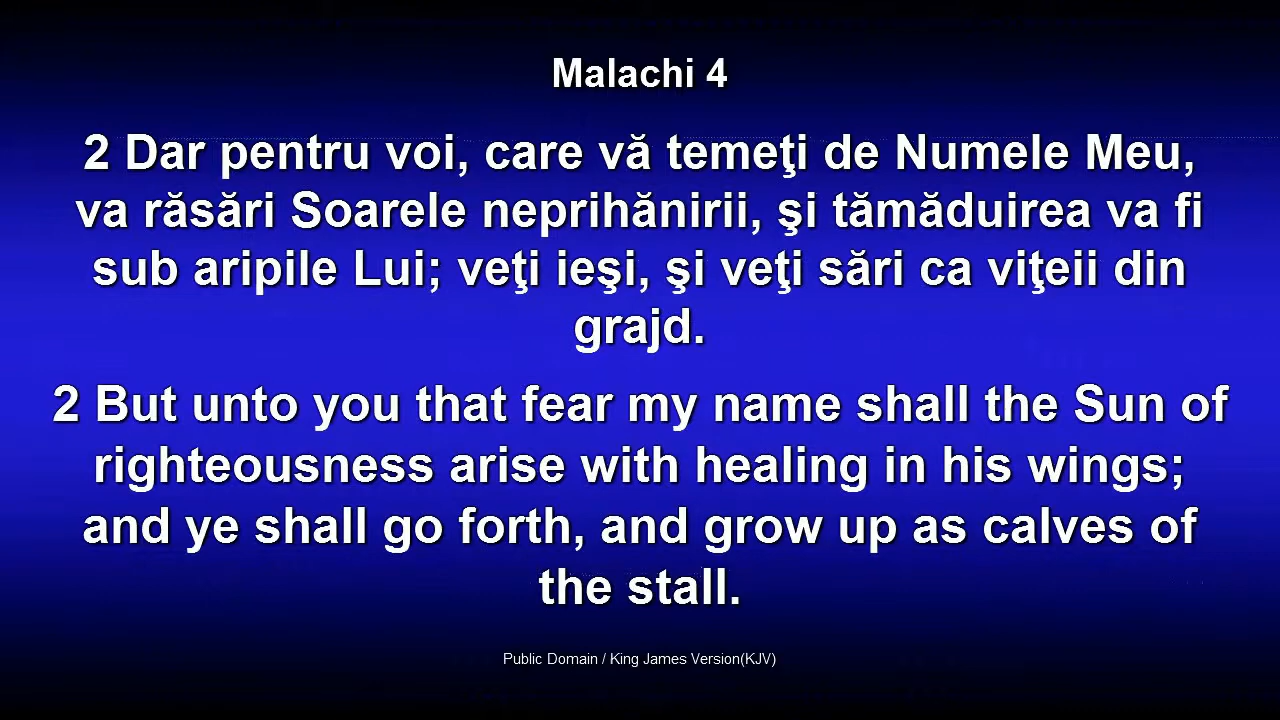 Malachi 4
2 Dar pentru voi, care vă temeţi de Numele Meu,
va răsări Soarele neprihănirii, şi tămăduirea va fi
sub aripile Lui; veţi ieşi, şi veţi sări ca viţeii din
grajd.
2 But unto you that fear my name shall the Sun of
righteousness arise with healing in his wings;
and ye shall go forth, and grow up as calves of
the stall.
Public Domain / King James Version(KJV)